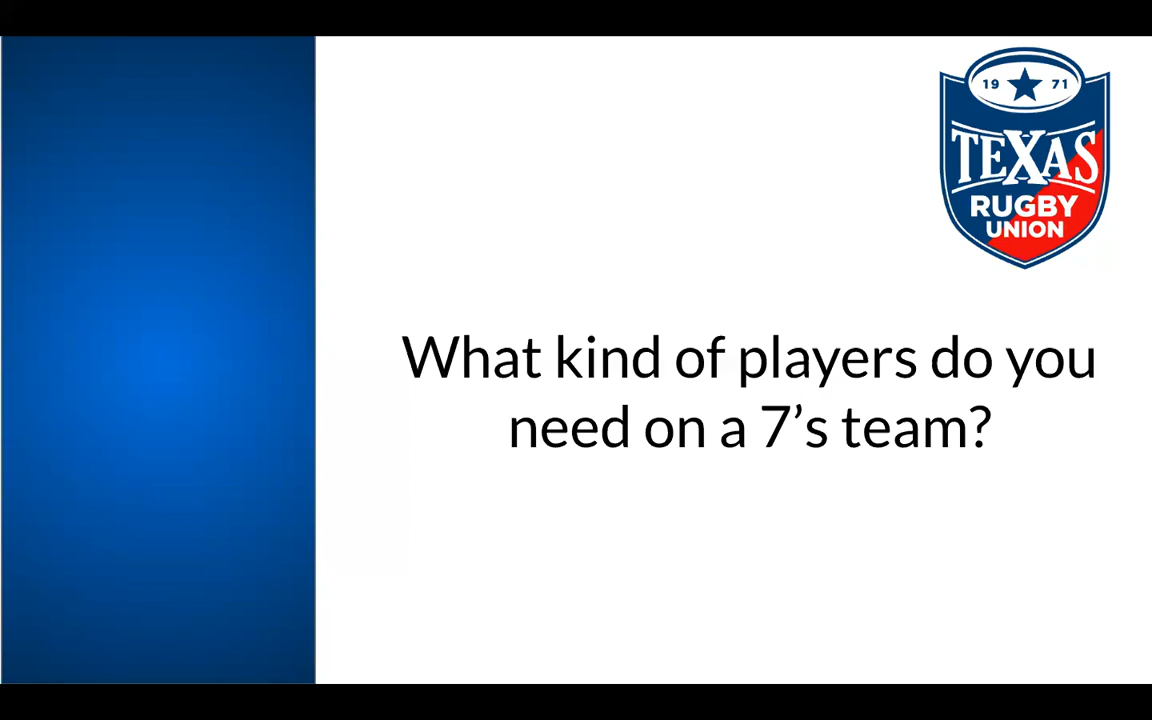 19 71
TEXAS
RUGBY
UNION
What kind of players do you
need on a 7’s team?